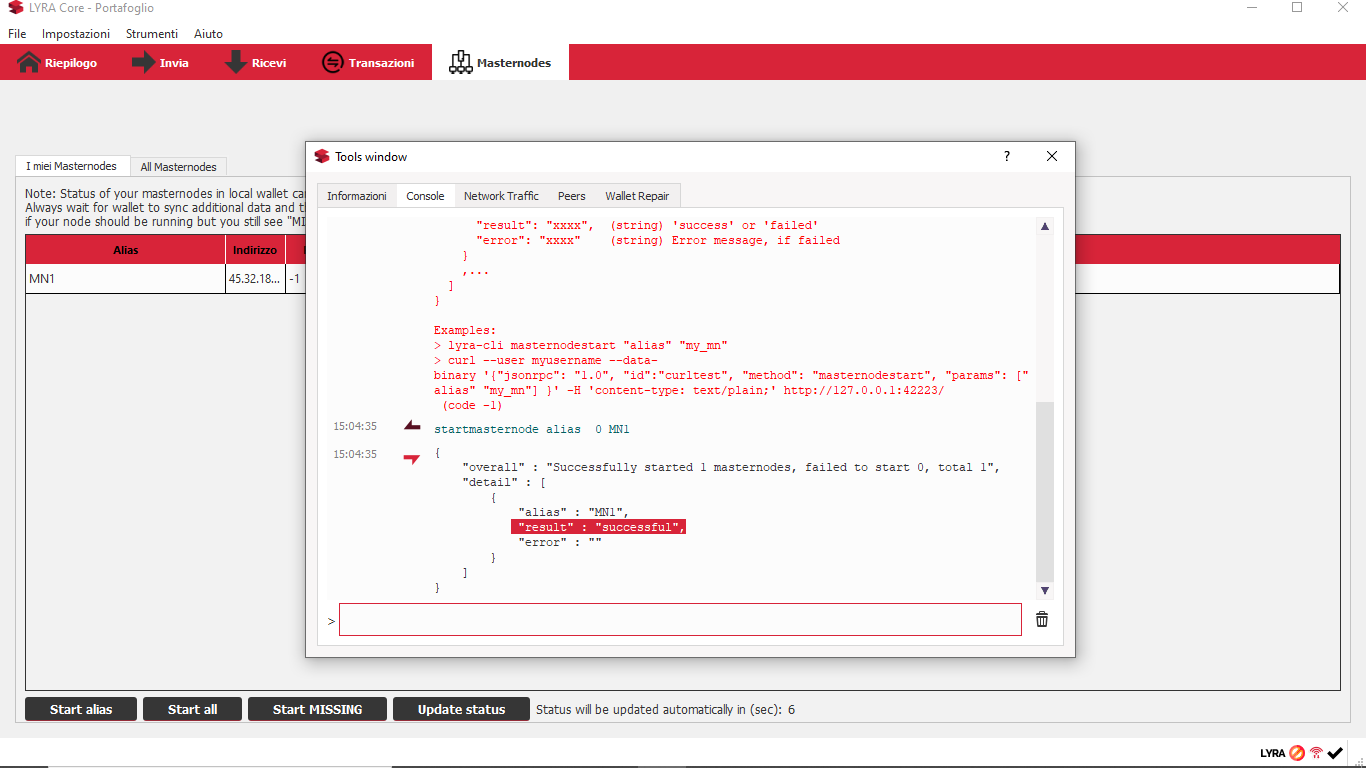 LYRA Core - Portafoglio
File Impostazioni Strumenti Aiuto
Riepilogo Invia Ricevi Transazioni Masternodes
I miei Masternodes All Masternodes
Note: Status of your masternodes in local wallet
Always wait for wallet to sync additional data and
if your node should be running but you still see
Alias Indirizzo
MN1 45.32.18... -1
Tools window
?
Informazioni Console Network Traffic Peers Wallet Repair
"result": "xxxx", (string) 'success' or 'failed'
"error": "xxxx" (string) Error message, if failed
}
,...
]
}
Examples:
> lyra-cli masternodestart "alias" "my_mn"
> curl --user myusername --data-
binary '{"jsonrpc": "1.0", "id":"curltest", "method": "masternodestart", "params": ["
alias" "my_mn"] }' -H 'content-type: text/plain;' http://127.0.0.1:42223/
(code -1)
15:04:35 startmasternode alias 0 MN1
15:04:35 {
"overall" : "Successfully started 1 masternodes, failed to start 0, total 1",
"detail" : [
{
"alias" : "MN1",
"result" : "successful",
"error" : ""
}
]
}
>
Start alias Start all Start MISSING Update status Status will be updated automatically in (sec): 6
LYRA